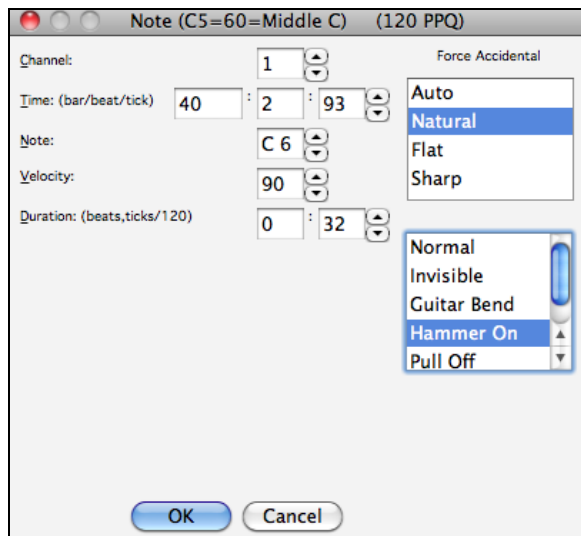 Note (C5=60=Middle C) (120 PPQ)
Channel: 1
Time: (bar/beat/tick) 40 : 2 : 93
Note: C 6
Velocity: 90
Duration: (beats,ticks/120) 0 : 32
Force Accidental
Auto
Natural
Flat
Sharp
Normal
Invisible
Guitar Bend
Hammer On
Pull Off
OK Cancel